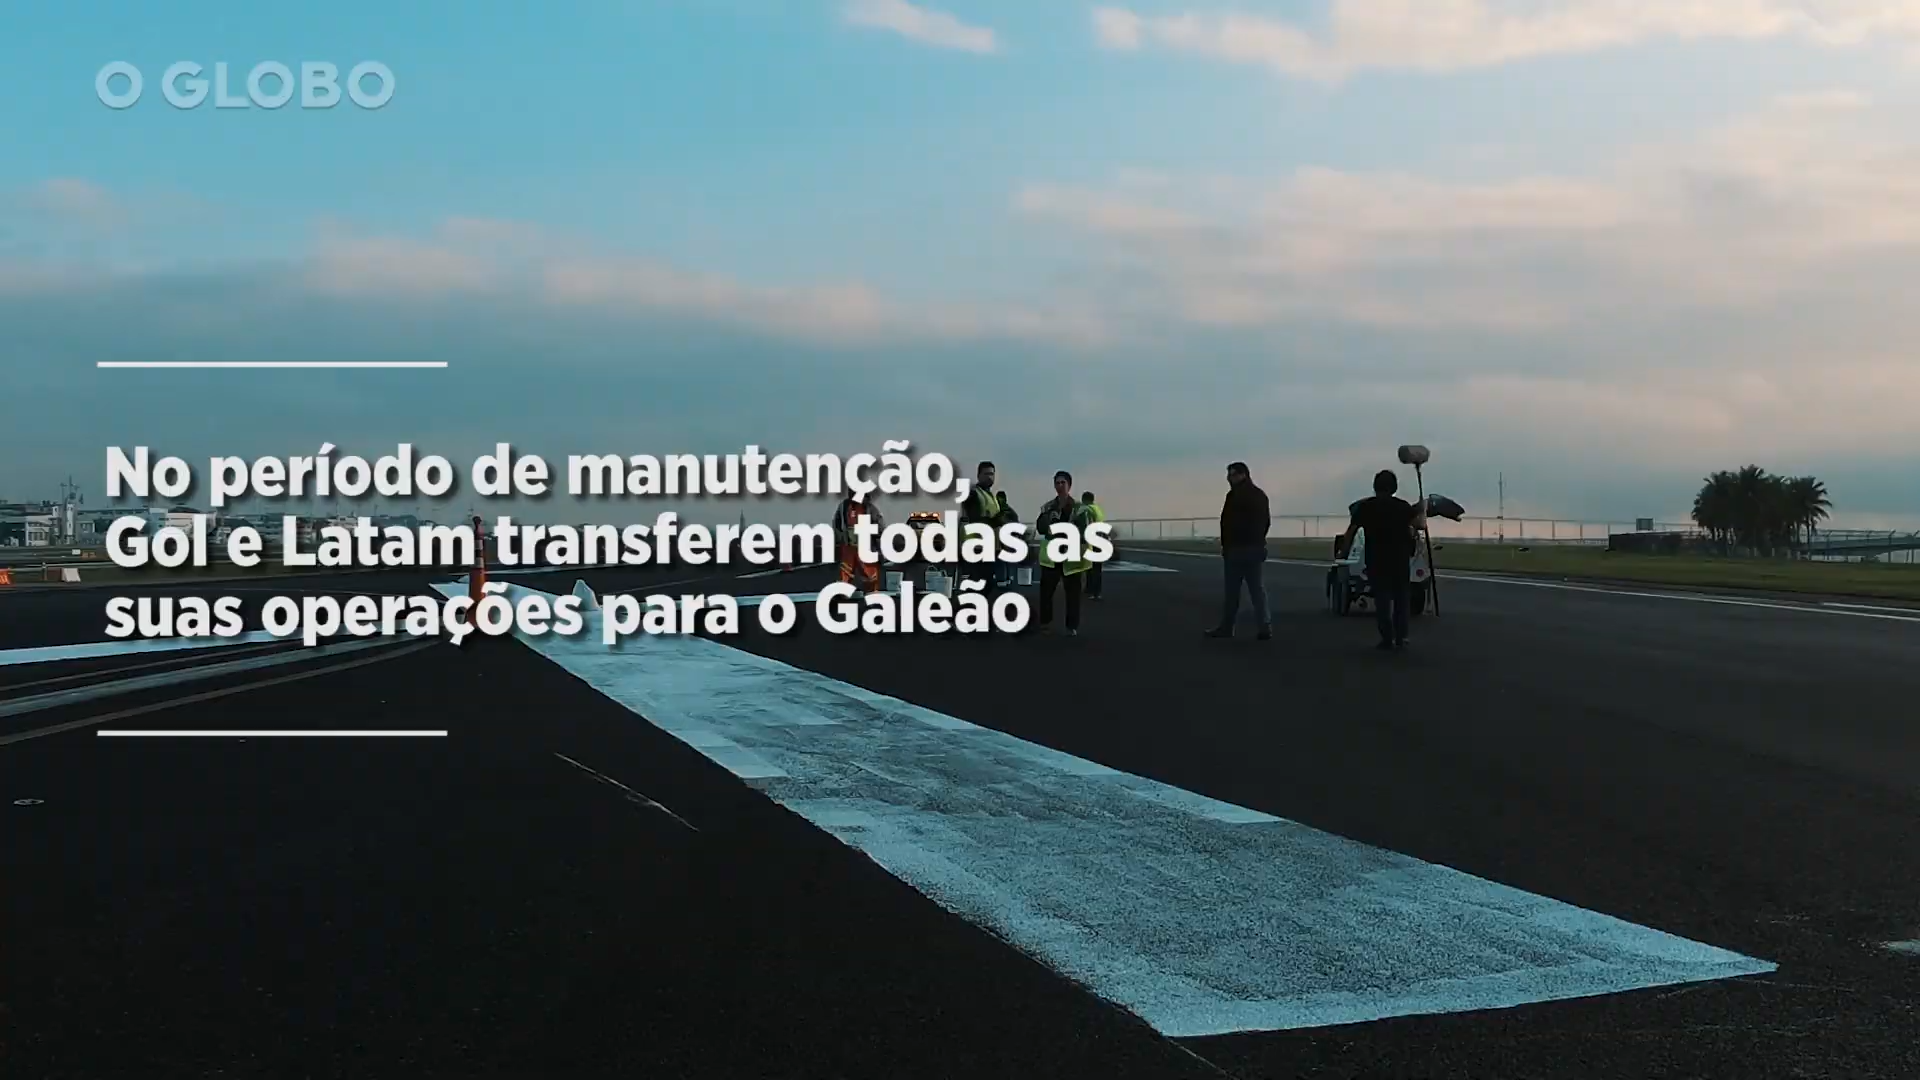 O GLOBO
No período de manutenção,
Gol e Latam transferem todas as
suas operações para o Galeão